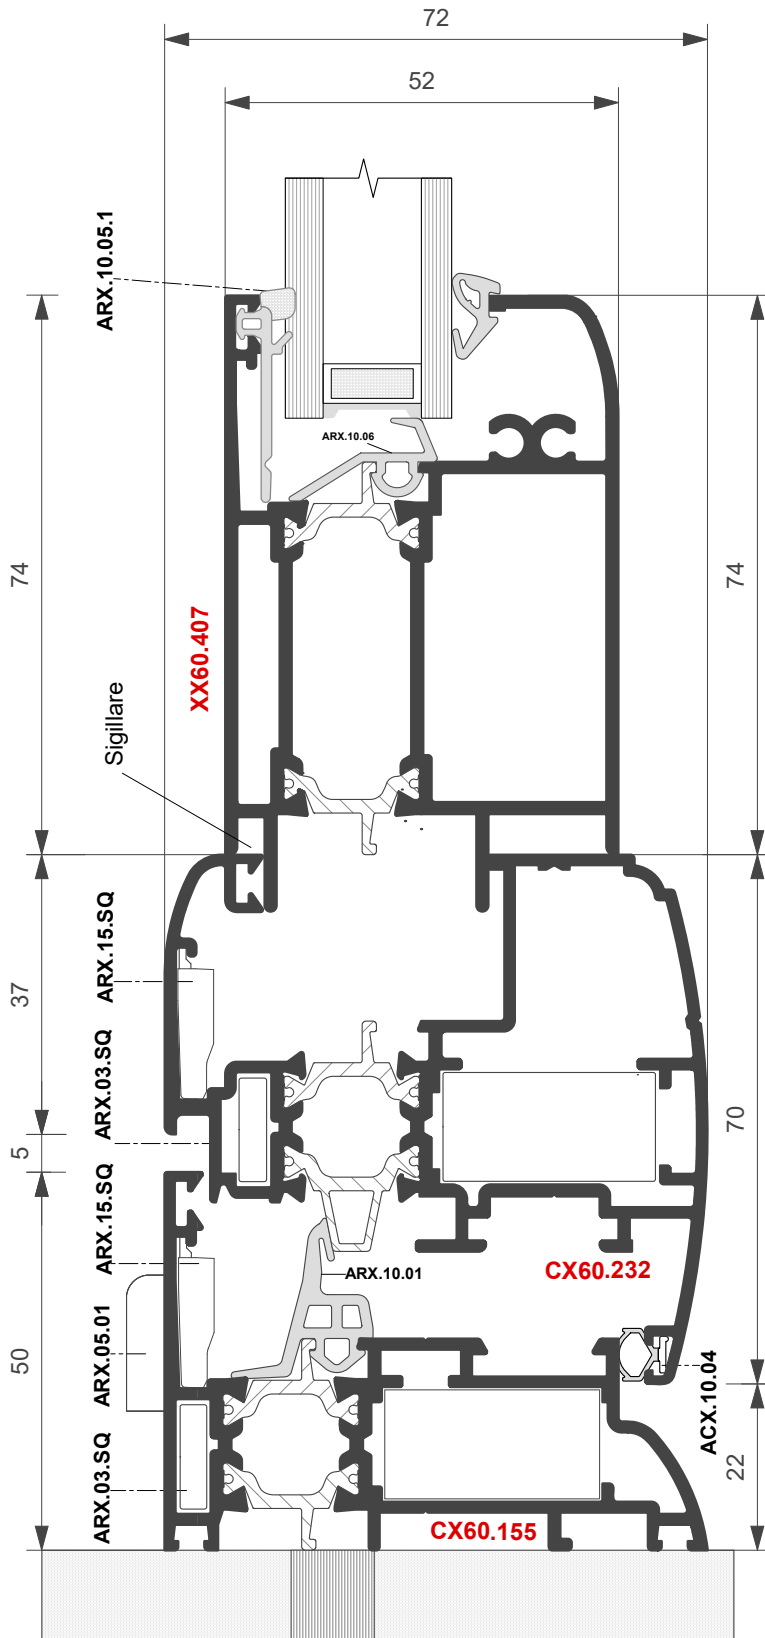 72
52
ARX.10.05.1
ARX.10.06
74
74
XX60.407
Sigillare
ARX.15.SQ
37
ARX.03.SQ
70
5
ARX.15.SQ
ARX.10.01
CX60.232
ARX.05.01
50
ACX.10.04
ARX.03.SQ
22
CX60.155